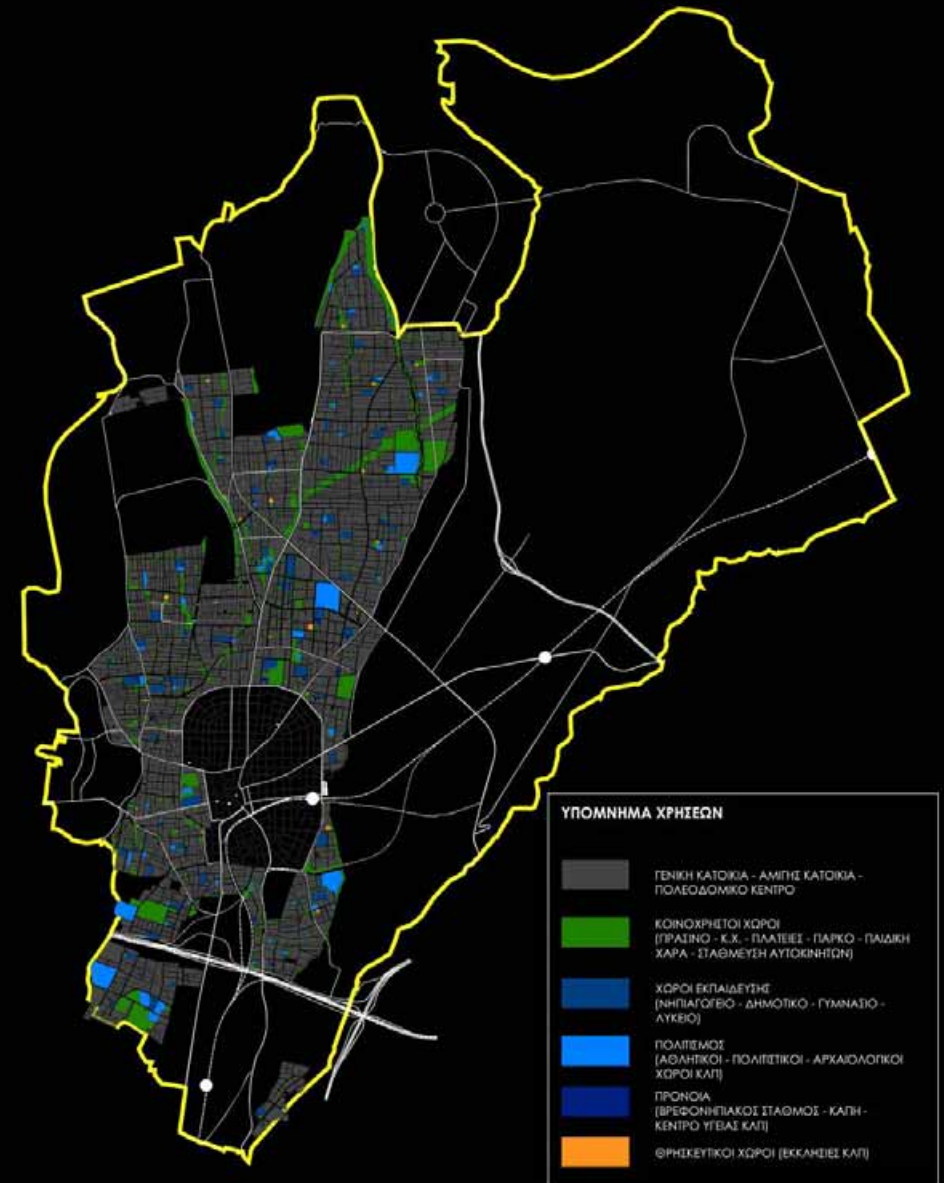 ΥΠΟΜΝΗΜΑ ΧΡΗΣΕΩΝ
ΓΕΝΙΚΗ ΚΑΤΟΙΚΙΑ - ΑΜΙΓΗΣ ΚΑΤΟΙΚΙΑ -
ΠΟΛΕΟΔΟΜΙΚΟ ΚΕΝΤΡΟ
ΚΟΙΝΟΧΡΗΣΤΟΙ ΧΩΡΟΙ
(ΠΡΑΣΙΝΟ - Κ.Χ. - ΠΛΑΤΕΙΕΣ - ΠΑΡΚΟ - ΠΑΙΔΙΚΗ
ΧΑΡΑ - ΣΤΑΘΜΕΥΣΗ ΑΥΤΟΚΙΝΗΤΩΝ)
ΧΩΡΟΙ ΕΚΠΑΙΔΕΥΣΗΣ
(ΝΗΠΙΑΓΩΓΕΙΟ - ΔΗΜΟΤΙΚΟ - ΓΥΜΝΑΣΙΟ -
ΛΥΚΕΙΟ)
ΠΟΛΙΤΙΣΜΟΣ
(ΑΘΛΗΤΙΚΟΙ - ΠΟΛΙΤΙΣΤΙΚΟΙ - ΑΡΧΑΙΟΛΟΓΙΚΟΙ
ΧΩΡΟΙ ΚΛΠ)
ΠΡΟΝΟΙΑ
(ΒΡΕΦΟΝΗΠΙΑΚΟΣ ΣΤΑΘΜΟΣ - ΚΑΠΗ -
ΚΕΝΤΡΟ ΥΓΕΙΑΣ ΚΛΠ)
ΘΡΗΣΚΕΥΤΙΚΟΙ ΧΩΡΟΙ (ΕΚΚΛΗΣΙΕΣ ΚΛΠ)